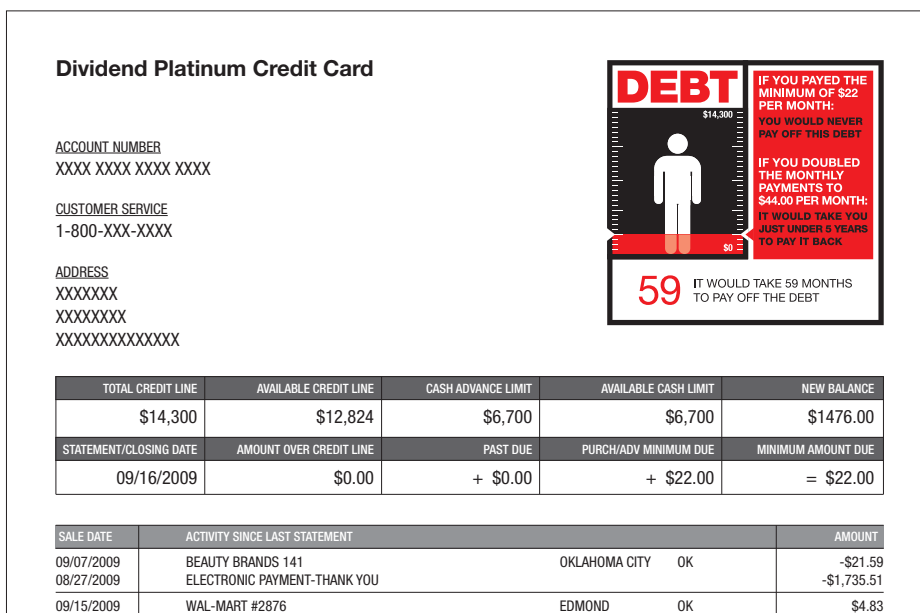 Dividend Platinum Credit Card
ACCOUNT NUMBER
XXXX XXXX XXXX XXXX
CUSTOMER SERVICE
1-800-XXX-XXXX
ADDRESS
XXXXXXX
XXXXXXXX
XXXXXXXXXXXXXX
DEBT
$14,300
$0
IF YOU PAYED THE
MINIMUM OF $22
PER MONTH:
YOU WOULD NEVER
PAY OFF THIS DEBT
IF YOU DOUBLED
THE MONTHLY
PAYMENTS TO
$44.00 PER MONTH:
IT WOULD TAKE YOU
JUST UNDER 5 YEARS
TO PAY IT BACK
59 IT WOULD TAKE 59 MONTHS
TO PAY OFF THE DEBT
TOTAL CREDIT LINE AVAILABLE CREDIT LINE CASH ADVANCE LIMIT AVAILABLE CASH LIMIT NEW BALANCE
$14,300 $12,824 $6,700 $6,700 $1476.00
STATEMENT/CLOSING DATE AMOUNT OVER CREDIT LINE PAST DUE PURCH/ADV MINIMUM DUE MINIMUM AMOUNT DUE
09/16/2009 $0.00 + $0.00 + $22.00 = $22.00
SALE DATE ACTIVITY SINCE LAST STATEMENT AMOUNT
09/07/2009 BEAUTY BRANDS 141 OKLAHOMA CITY OK -$21.59
08/27/2009 ELECTRONIC PAYMENT-THANK YOU -$1,735.51
09/15/2009 WAL-MART #2876 EDMOND OK $4.83